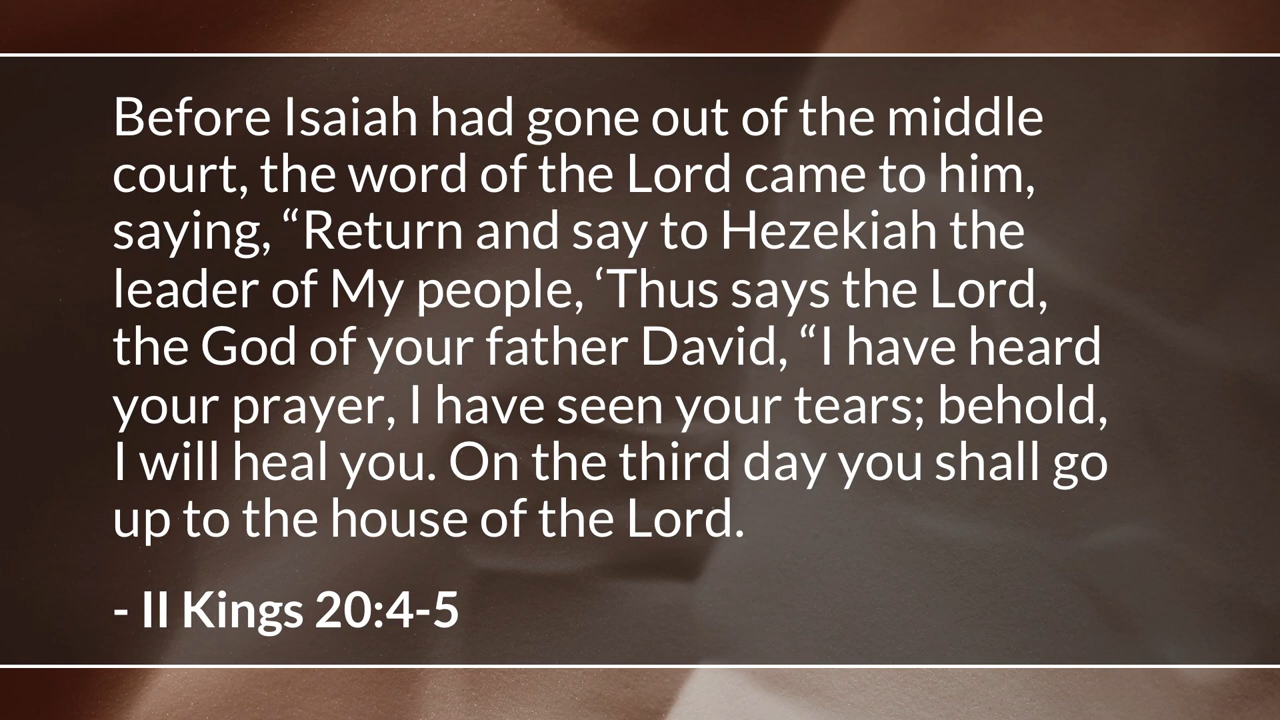 Before Isaiah had gone out of the middle
court, the word of the Lord came to him,
saying, “Return and say to Hezekiah the
leader of My people, ‘Thus says the Lord,
the God of your father David, “I have heard
your prayer, I have seen your tears; behold,
I will heal you. On the third day you shall go
up to the house of the Lord.
- II Kings 20:4-5